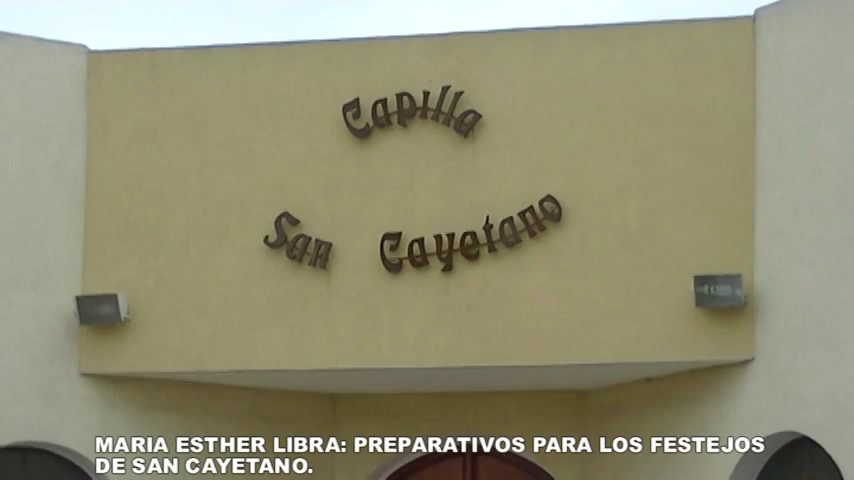 Capilla
San Cayetano
MARIA ESTHER LIBRA: PREPARATIVOS PARA LOS FESTEJOS
DE SAN CAYETANO.